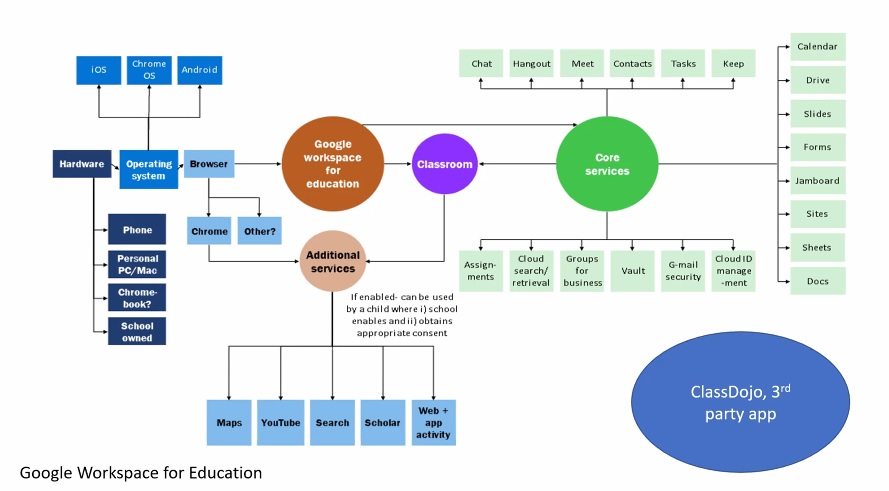 Chat
Hangout
Meet
Contacts
Tasks
Keep
Calendar
Drive
Slides
Forms
Jamboard
Sites
Sheets
Docs
iOS
Chrome
OS
Android
Hardware
Operating
system
Browser
Google
workspace
for
education
Classroom
Core
services
Phone
Personal
PC/Mac
Chrome-
book?
School
owned
Chrome
Other?
Additional
services
Assign-
ments
Cloud
search/
retrieval
Groups
for
business
Vault
G-mail
security
Cloud ID
manage
-ment
If enabled- can be used
by a child where i) school
enables and ii) obtains
appropriate consent
Maps
YouTube
Search
Scholar
Web +
app
activity
ClassDojo, 3rd
party app
Google Workspace for Education